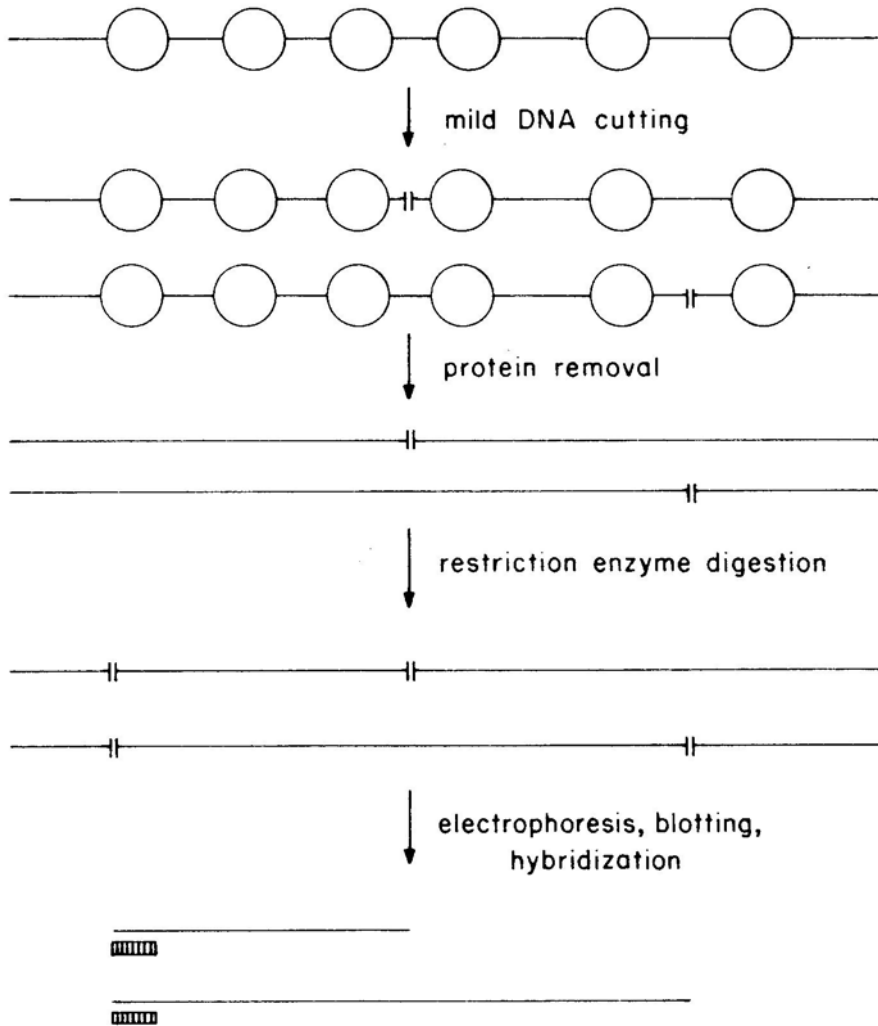 mild DNA cutting
protein removal
restriction enzyme digestion
electrophoresis, blotting,
hybridization